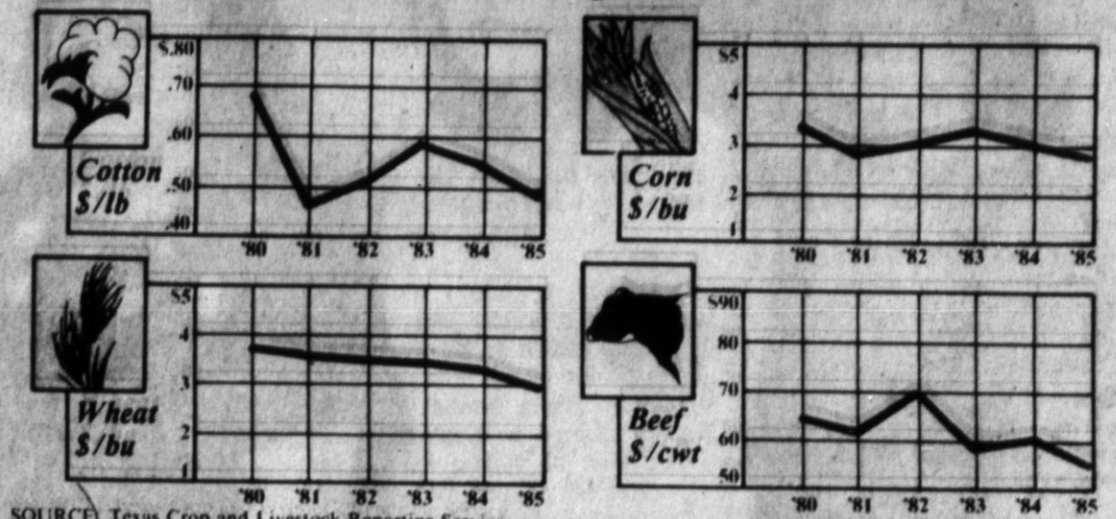 $.80
.70
.60
.50
.40
Cotton
$/lb
'80 '81 '82 '83 '84 '85
$5
4
3
2
1
Corn
$/bu
'80 '81 '82 '83 '84 '85
$5
4
3
2
1
Wheat
$/bu
'80 '81 '82 '83 '84 '85
$90
80
70
60
50
Beef
$/cwt
'80 '81 '82 '83 '84 '85
SOURCE: Texas Crop and Livestock Reporting Service